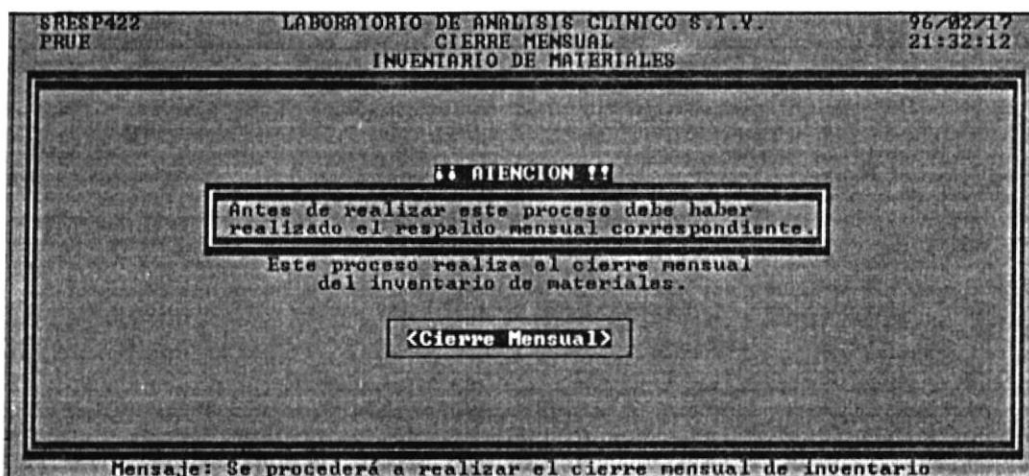 SRESP422 LABORATORIO DE ANALISIS CLINICO S.T.V. 96/02/17
PRUE CIERRE MENSUAL 21:32:12
INVENTARIO DE MATERIALES
¡¡ ATENCION !!
Antes de realizar este proceso debe haber
realizado el respaldo mensual correspondiente.
Este proceso realiza el cierre mensual
del inventario de materiales.
<Cierre Mensual>
Mensaje: Se procederá a realizar el cierre mensual de inventario